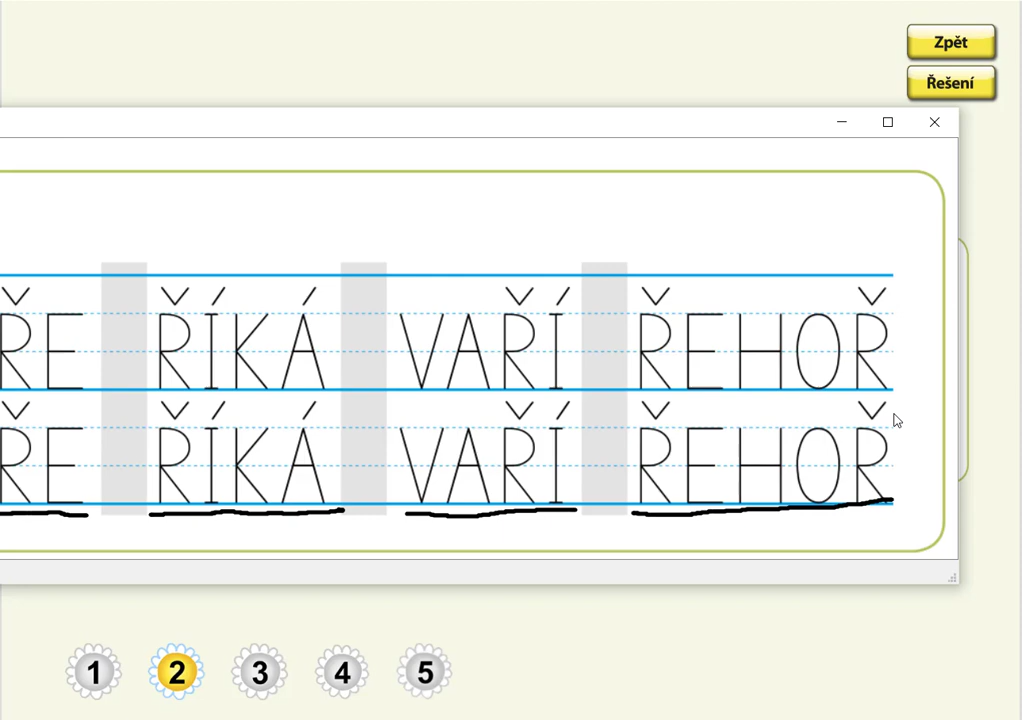 Zpět
Řešení
ŘE ŘÍKÁ VAŘÍ ŘEHOŘ
ŘE ŘÍKÁ VAŘÍ ŘEHOŘ
1 2 3 4 5